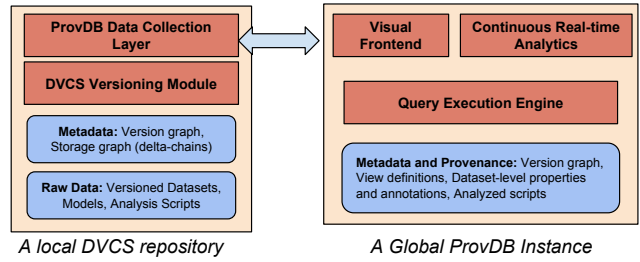 ProvDB Data Collection
Layer
DVCS Versioning Module
Metadata: Version graph,
Storage graph (delta-chains)
Raw Data: Versioned Datasets,
Models, Analysis Scripts
A local DVCS repository
Visual
Frontend
Continuous Real-time
Analytics
Query Execution Engine
Metadata and Provenance: Version graph,
View definitions, Dataset-level properties
and annotations, Analyzed scripts
A Global ProvDB Instance